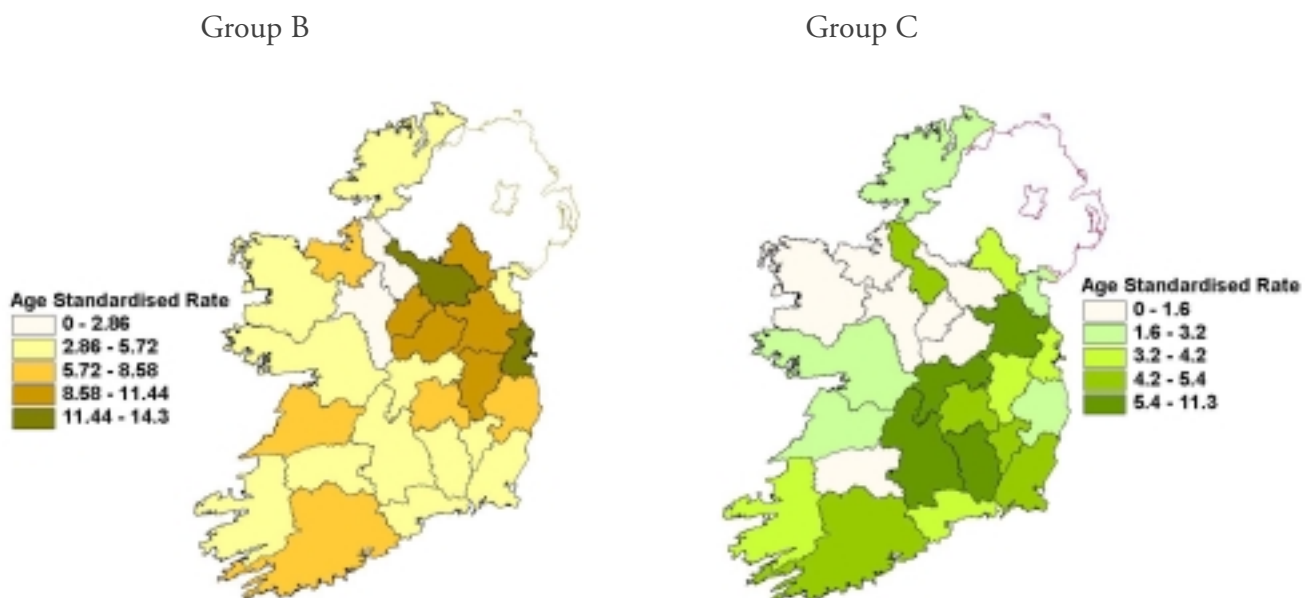 Group B
Group C
Age Standardised Rate
0 - 2.86
2.86 - 5.72
5.72 - 8.58
8.58 - 11.44
11.44 - 14.3
Age Standardised Rate
0 - 1.6
1.6 - 3.2
3.2 - 4.2
4.2 - 5.4
5.4 - 11.3